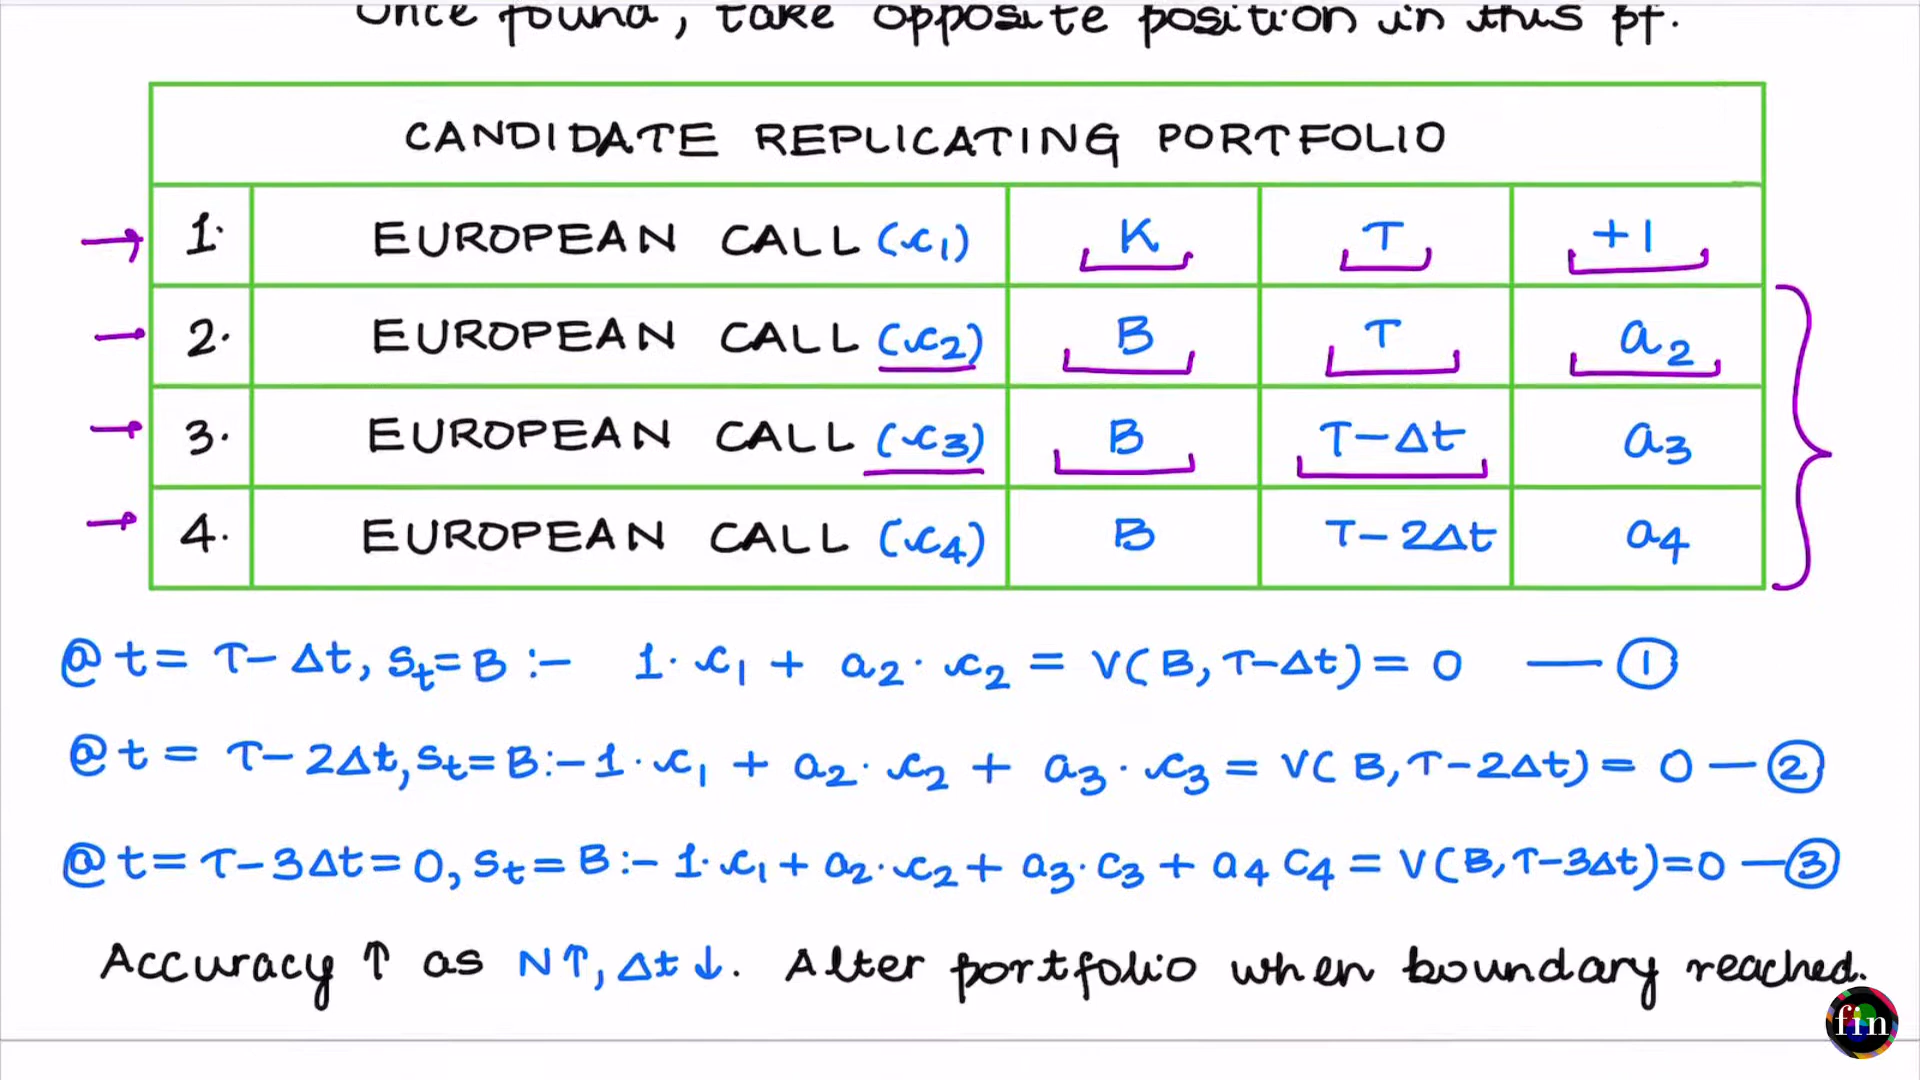 Once found, take opposite position in this pf.
CANDIDATE REPLICATING PORTFOLIO
1. EUROPEAN CALL (c1) K T +1
2. EUROPEAN CALL (c2) B T a2
3. EUROPEAN CALL (c3) B T-Δt a3
4. EUROPEAN CALL (c4) B T-2Δt a4
@ t = T-Δt, St=B :- 1·c1 + a2·c2 = V(B, T-Δt) = 0 — 1
@ t = T-2Δt, St=B :- 1·c1 + a2·c2 + a3·c3 = V(B, T-2Δt) = 0 — 2
@ t = T-3Δt = 0, St = B :- 1·c1 + a2·c2 + a3·c3 + a4 c4 = V(B, T-3Δt) = 0 — 3
Accuracy ↑ as N↑, Δt↓. Alter portfolio when boundary reached.
fin